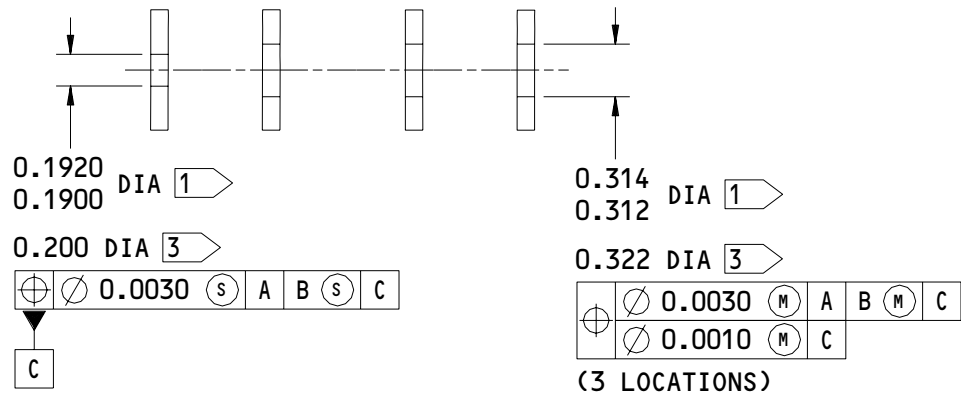 0.1920
0.1900 DIA 1
0.200 DIA 3
⌖ ⌀ 0.0030 Ⓢ A B Ⓢ C
C
0.314
0.312 DIA 1
0.322 DIA 3
⌖ ⌀ 0.0030 Ⓜ A B Ⓜ C
⌀ 0.0010 Ⓜ C
(3 LOCATIONS)